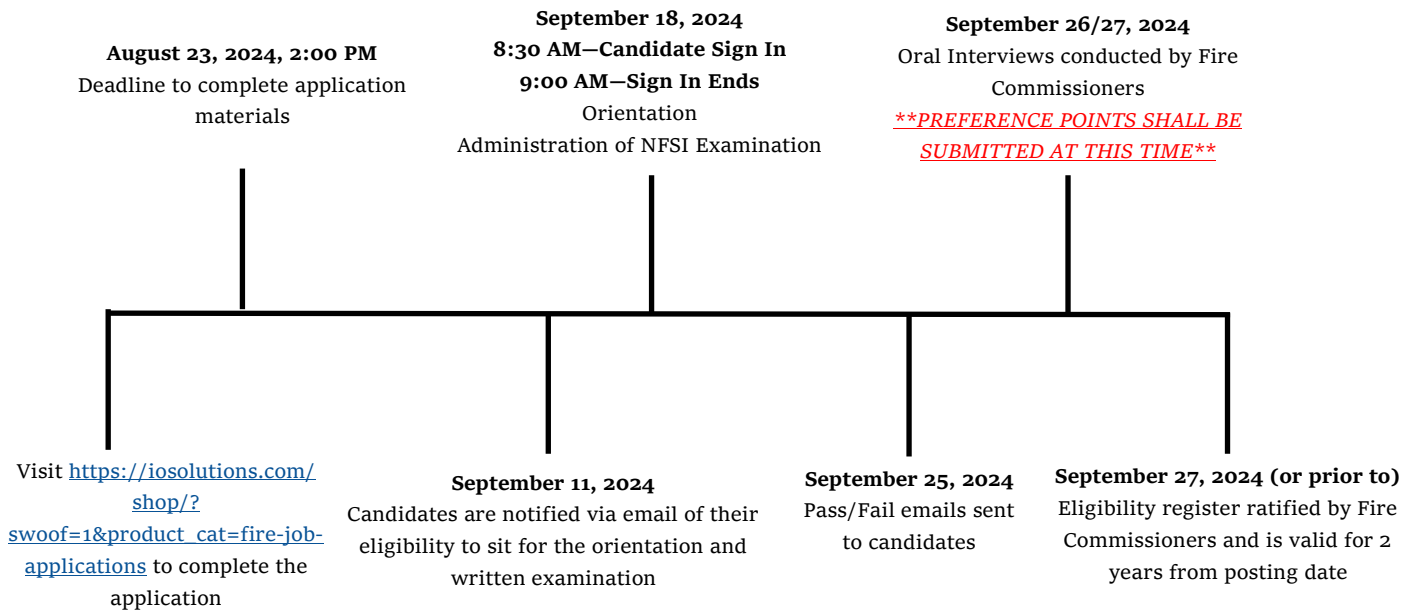 August 23, 2024, 2:00 PM
Deadline to complete application
materials
September 18, 2024
8:30 AM—Candidate Sign In
9:00 AM—Sign In Ends
Orientation
Administration of NFSI Examination
September 26/27, 2024
Oral Interviews conducted by Fire
Commissioners
**PREFERENCE POINTS SHALL BE
SUBMITTED AT THIS TIME**
Visit https://iosolutions.com/
shop/?
swoof=1&product_cat=fire-job-
applications to complete the
application
September 11, 2024
Candidates are notified via email of their
eligibility to sit for the orientation and
written examination
September 25, 2024
Pass/Fail emails sent
to candidates
September 27, 2024 (or prior to)
Eligibility register ratified by Fire
Commissioners and is valid for 2
years from posting date